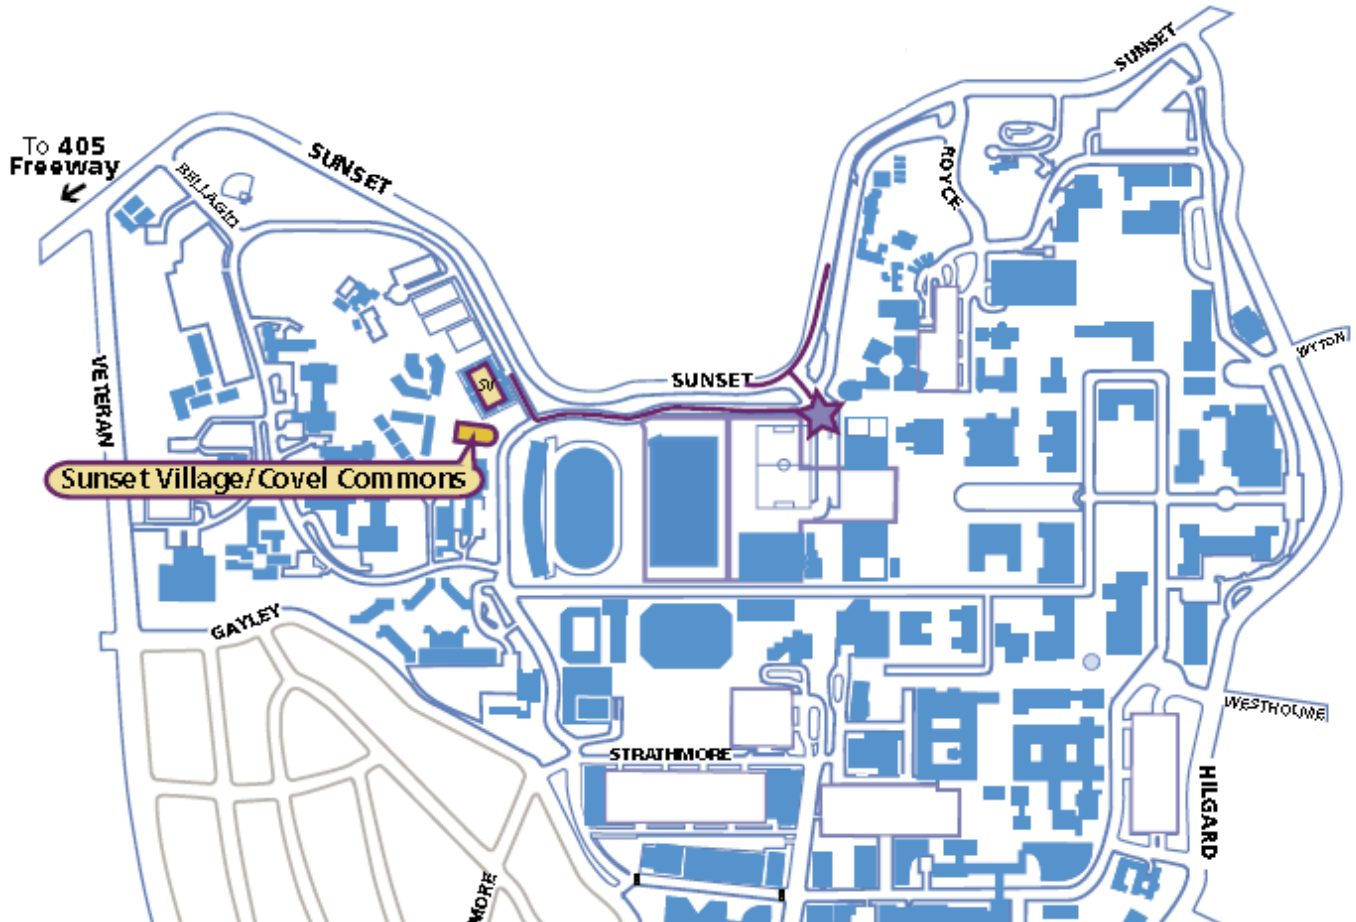 SUNSET
To 405
Freeway
SUNSET
BELLAGIO
ROYCE
WYTON
VETERAN
SUNSET
SV
Sunset Village/Covel Commons
GAYLEY
WESTHOLME
STRATHMORE
HILGARD
MORE